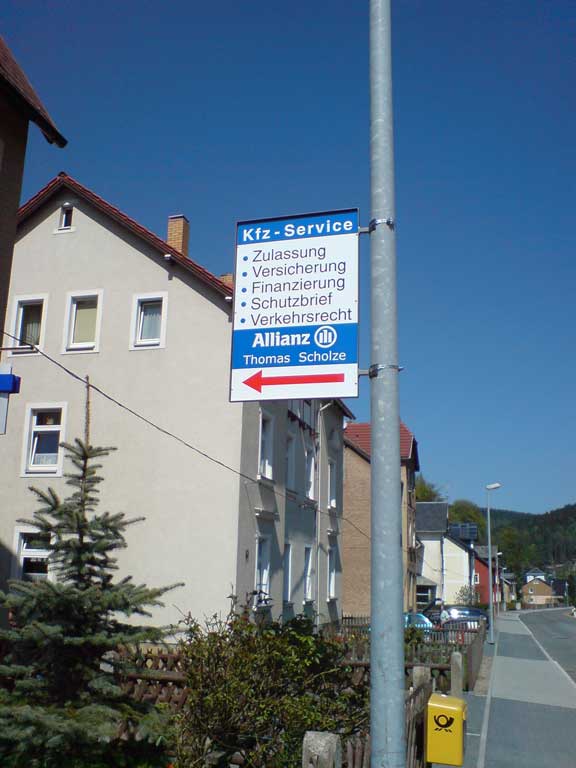 Kfz - Service
• Zulassung
• Versicherung
• Finanzierung
• Schutzbrief
• Verkehrsrecht
Allianz
Thomas Scholze